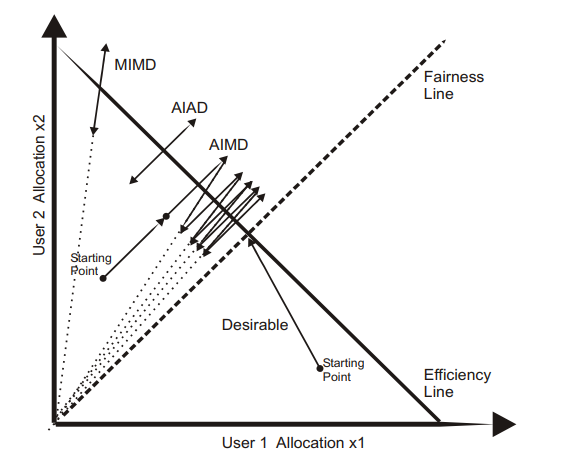 MIMD
Fairness
Line
AIAD
AIMD
User 2 Allocation x2
Starting
Point
Desirable
Starting
Point
Efficiency
Line
User 1 Allocation x1